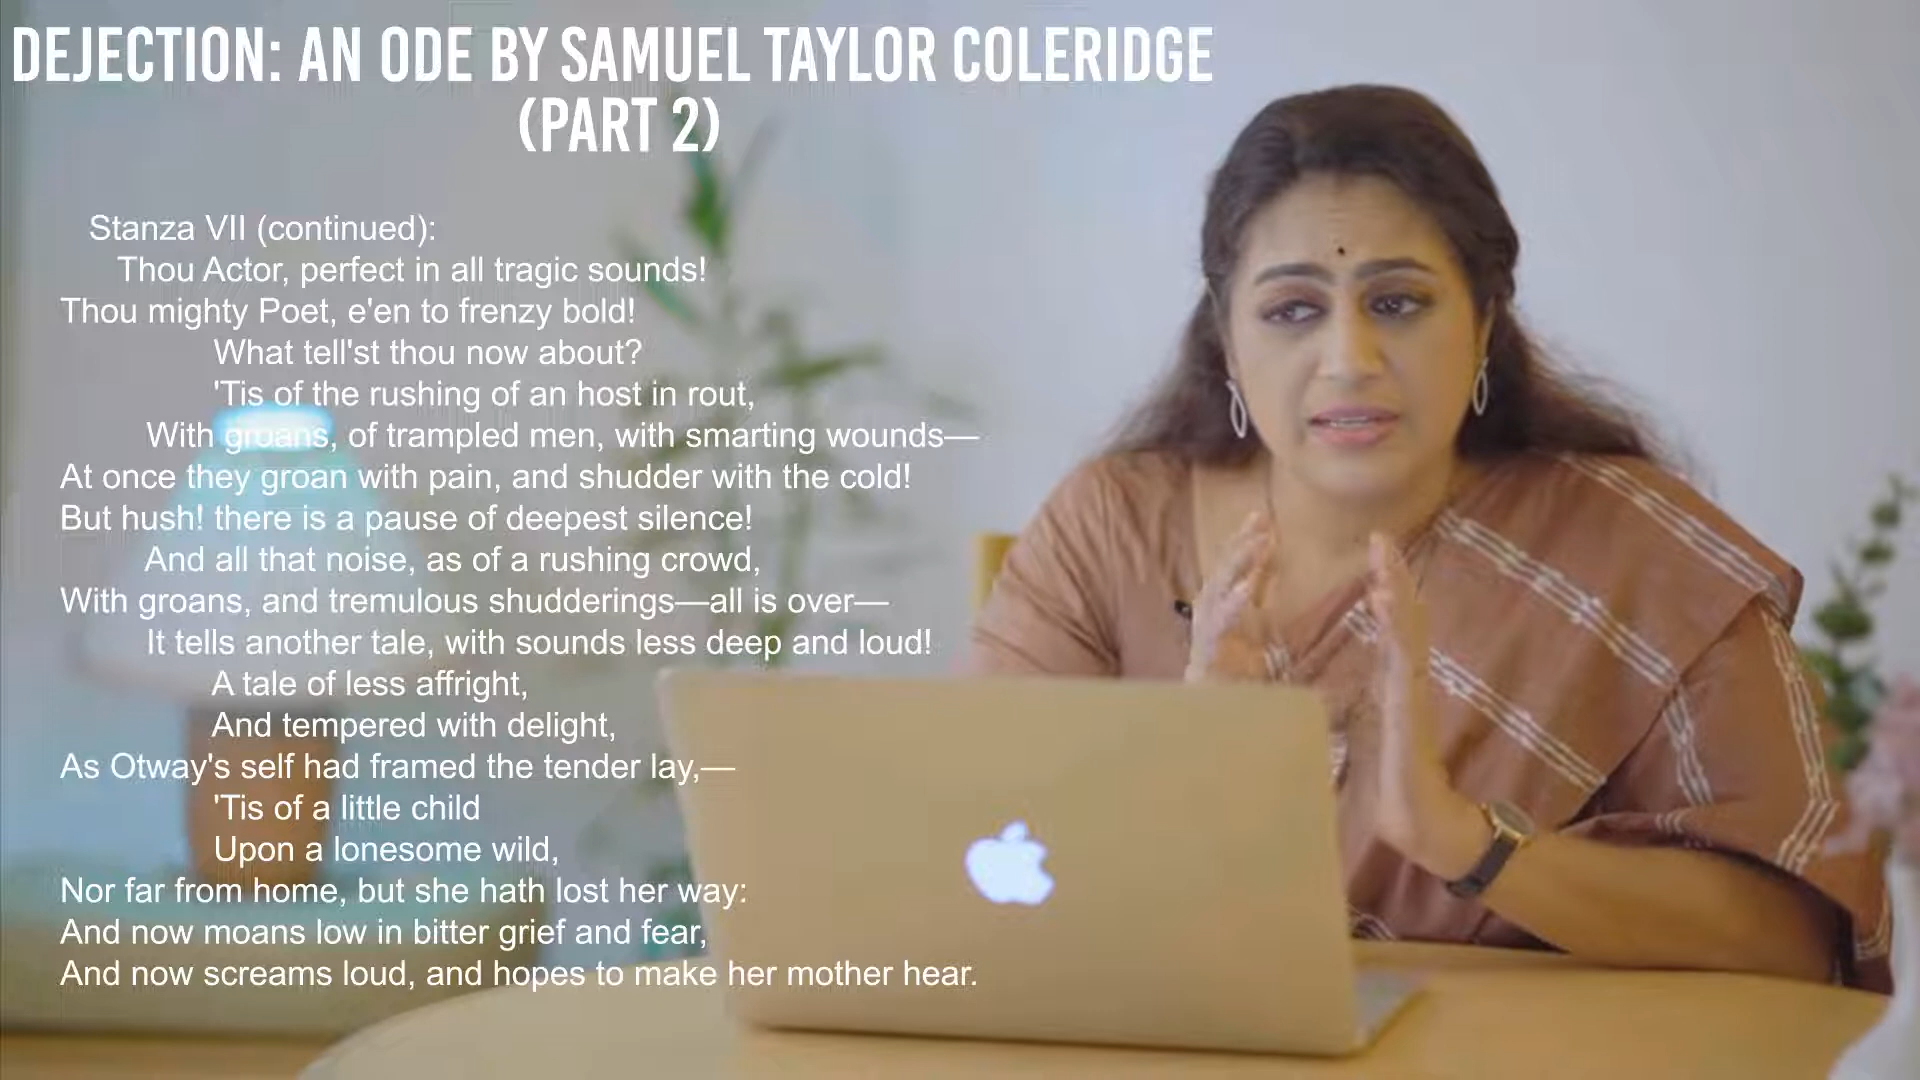 DEJECTION: AN ODE BY SAMUEL TAYLOR COLERIDGE
(PART 2)
Stanza VII (continued):
Thou Actor, perfect in all tragic sounds!
Thou mighty Poet, e'en to frenzy bold!
What tell'st thou now about?
'Tis of the rushing of an host in rout,
With groans, of trampled men, with smarting wounds—
At once they groan with pain, and shudder with the cold!
But hush! there is a pause of deepest silence!
And all that noise, as of a rushing crowd,
With groans, and tremulous shudderings—all is over—
It tells another tale, with sounds less deep and loud!
A tale of less affright,
And tempered with delight,
As Otway's self had framed the tender lay,—
'Tis of a little child
Upon a lonesome wild,
Nor far from home, but she hath lost her way:
And now moans low in bitter grief and fear,
And now screams loud, and hopes to make her mother hear.